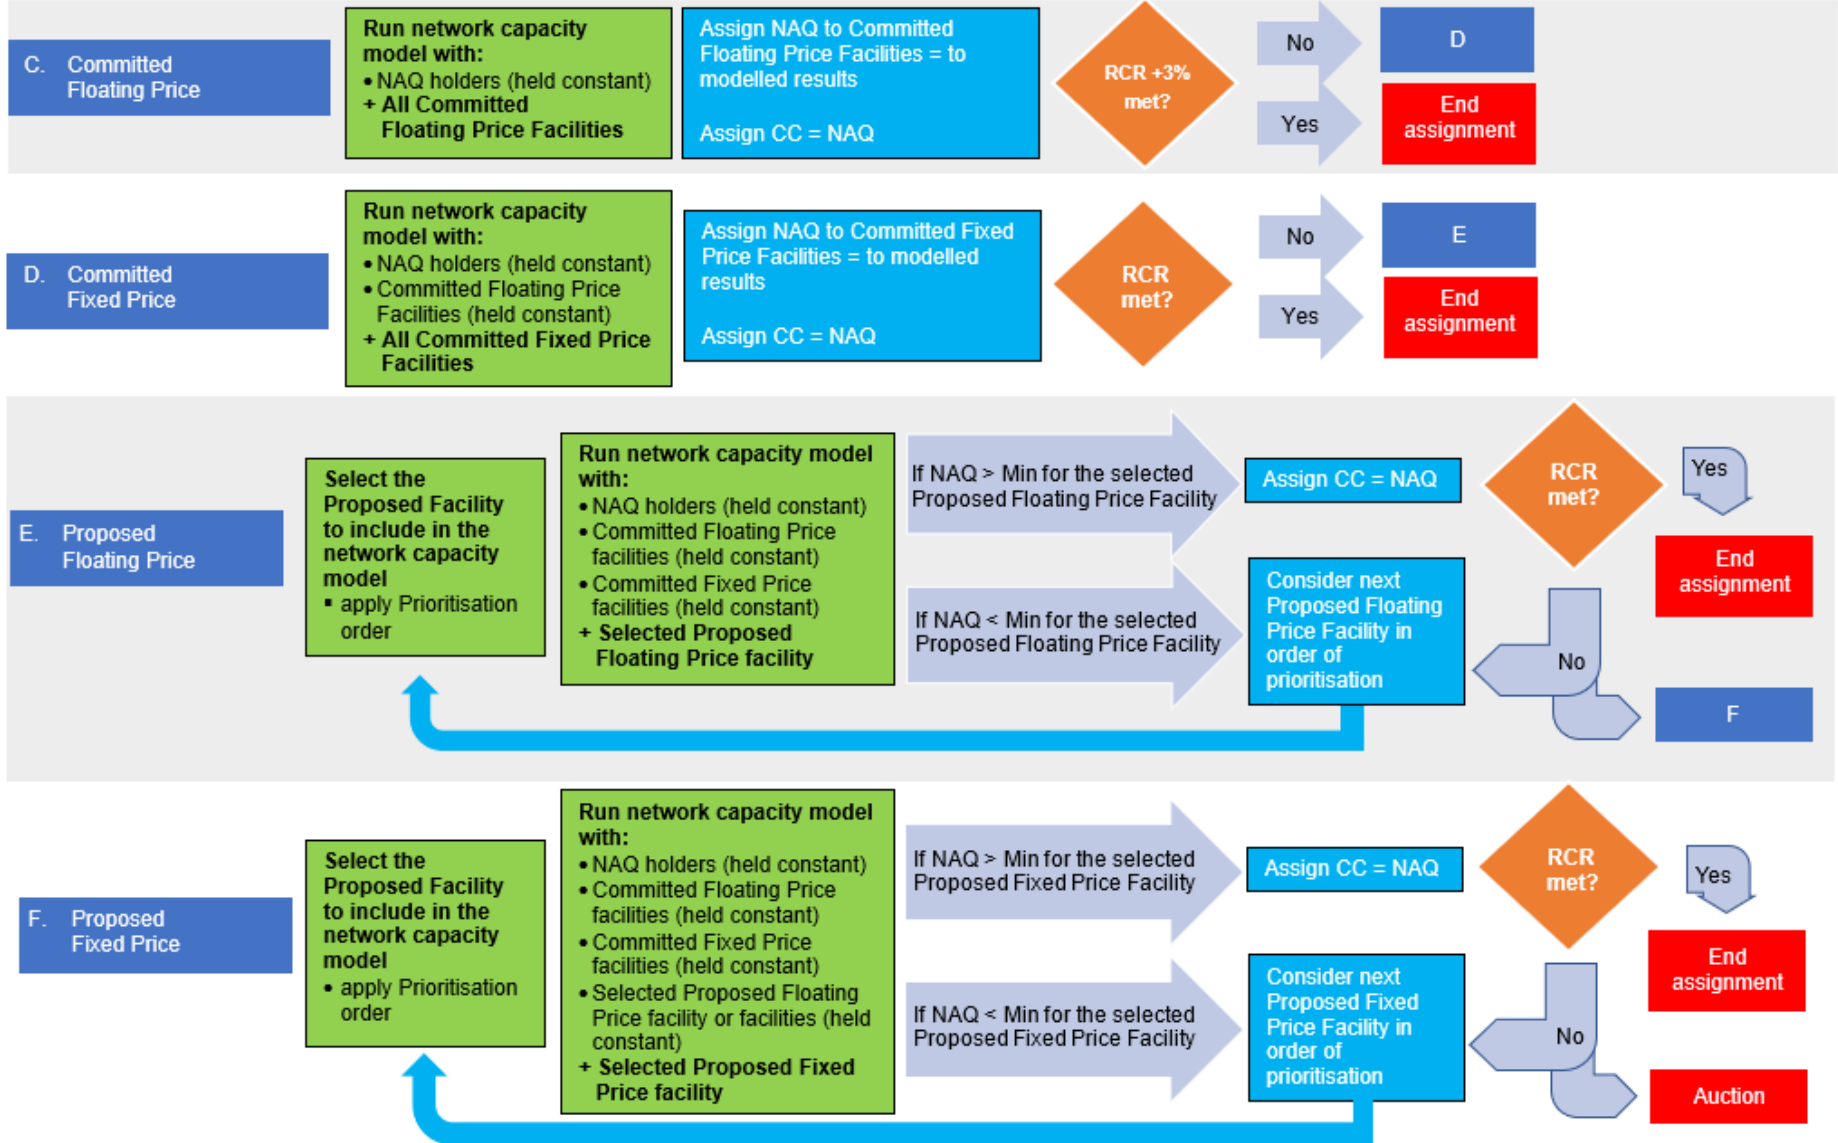 C. Committed
Floating Price
Run network capacity
model with:
• NAQ holders (held constant)
+ All Committed
Floating Price Facilities
Assign NAQ to Committed
Floating Price Facilities = to
modelled results
Assign CC = NAQ
RCR +3%
met?
No
D
Yes
End
assignment
D. Committed
Fixed Price
Run network capacity
model with:
• NAQ holders (held constant)
• Committed Floating Price
Facilities (held constant)
+ All Committed Fixed Price
Facilities
Assign NAQ to Committed Fixed
Price Facilities = to modelled
results
Assign CC = NAQ
RCR
met?
No
E
Yes
End
assignment
E. Proposed
Floating Price
Select the
Proposed Facility
to include in the
network capacity
model
▪ apply Prioritisation
order
Run network capacity model
with:
• NAQ holders (held constant)
• Committed Floating Price
facilities (held constant)
• Committed Fixed Price
facilities (held constant)
+ Selected Proposed
Floating Price facility
If NAQ > Min for the selected
Proposed Floating Price Facility
Assign CC = NAQ
RCR
met?
Yes
End
assignment
If NAQ < Min for the selected
Proposed Floating Price Facility
Consider next
Proposed Floating
Price Facility in
order of
prioritisation
No
F
F. Proposed
Fixed Price
Select the
Proposed Facility
to include in the
network capacity
model
• apply Prioritisation
order
Run network capacity model
with:
• NAQ holders (held constant)
• Committed Floating Price
facilities (held constant)
• Committed Fixed Price
facilities (held constant)
• Selected Proposed Floating
Price facility or facilities (held
constant)
+ Selected Proposed Fixed
Price facility
If NAQ > Min for the selected
Proposed Fixed Price Facility
Assign CC = NAQ
RCR
met?
Yes
End
assignment
If NAQ < Min for the selected
Proposed Fixed Price Facility
Consider next
Proposed Fixed
Price Facility in
order of
prioritisation
No
Auction